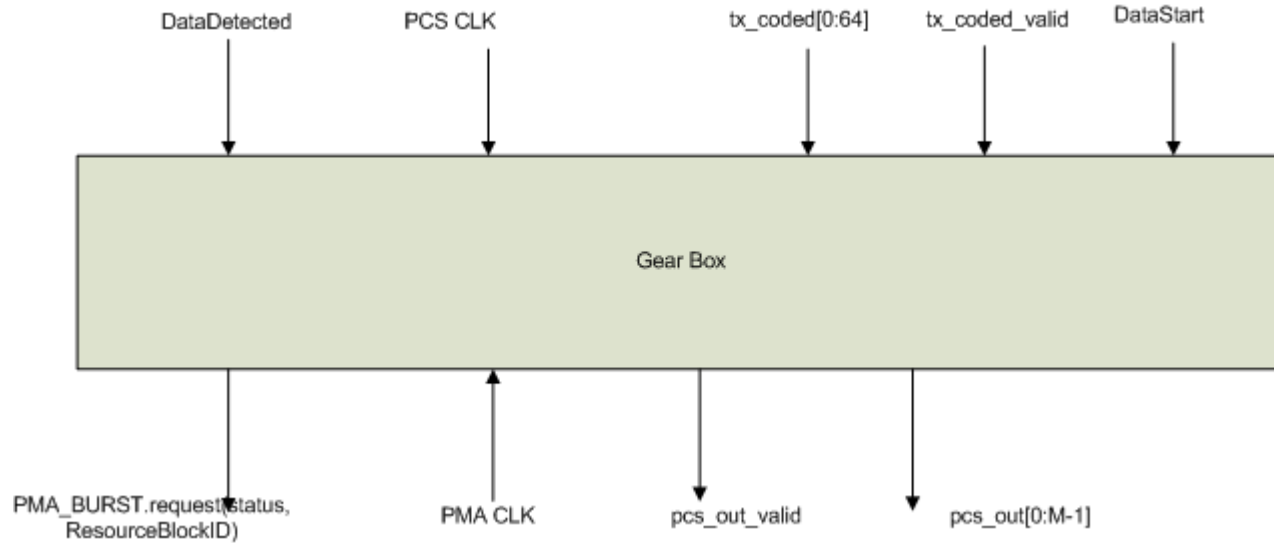 DataDetected
PCS CLK
tx_coded[0:64]
tx_coded_valid
DataStart
Gear Box
PMA_BURST.request(status,
ResourceBlockID)
PMA CLK
pcs_out_valid
pcs_out[0:M-1]